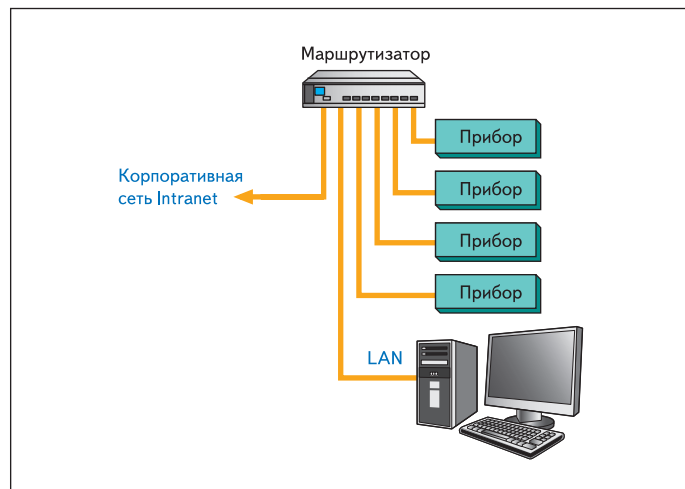 Маршрутизатор
Прибор
Корпоративная
сеть Intranet
Прибор
Прибор
Прибор
LAN